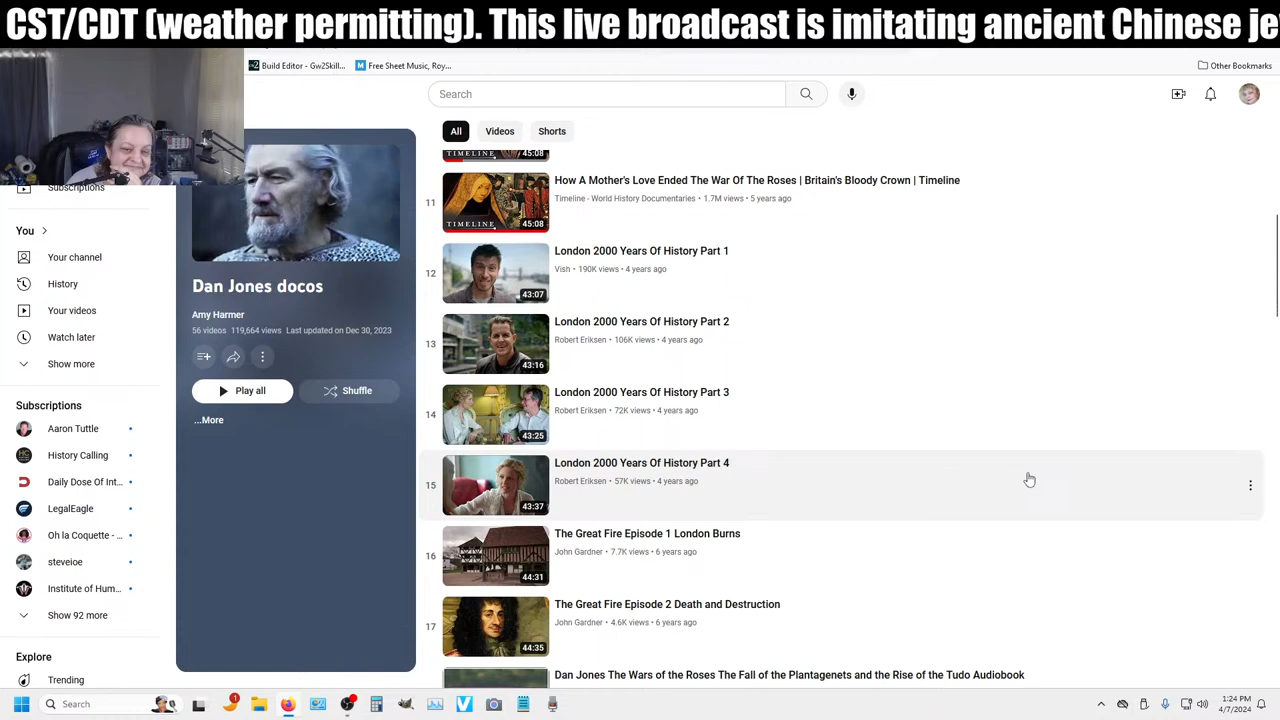 CST/CDT (weather permitting). This live broadcast is imitating ancient Chinese je
Build Editor - Gw2Skill...
Free Sheet Music, Roy...
Other Bookmarks
Search
All
Videos
Shorts
Subscriptions
You
Your channel
History
Your videos
Watch later
Show more
Subscriptions
Aaron Tuttle
History Calling
Daily Dose Of Int...
LegalEagle
Oh la Coquette - ...
steveioe
Institute of Hum...
Show 92 more
Explore
Trending
Dan Jones docos
Amy Harmer
56 videos 119,664 views Last updated on Dec 30, 2023
Play all
Shuffle
...More
TIMELINE
45:08
11
TIMELINE
45:08
How A Mother's Love Ended The War Of The Roses | Britain's Bloody Crown | Timeline
Timeline - World History Documentaries • 1.7M views • 5 years ago
12
43:07
London 2000 Years Of History Part 1
Vish • 190K views • 4 years ago
13
43:16
London 2000 Years Of History Part 2
Robert Eriksen • 106K views • 4 years ago
14
43:25
London 2000 Years Of History Part 3
Robert Eriksen • 72K views • 4 years ago
15
43:37
London 2000 Years Of History Part 4
Robert Eriksen • 57K views • 4 years ago
16
44:31
The Great Fire Episode 1 London Burns
John Gardner • 7.7K views • 6 years ago
17
44:35
The Great Fire Episode 2 Death and Destruction
John Gardner • 4.6K views • 6 years ago
Dan Jones The Wars of the Roses The Fall of the Plantagenets and the Rise of the Tudo Audiobook
Search
1
4:24 PM
4/7/2024